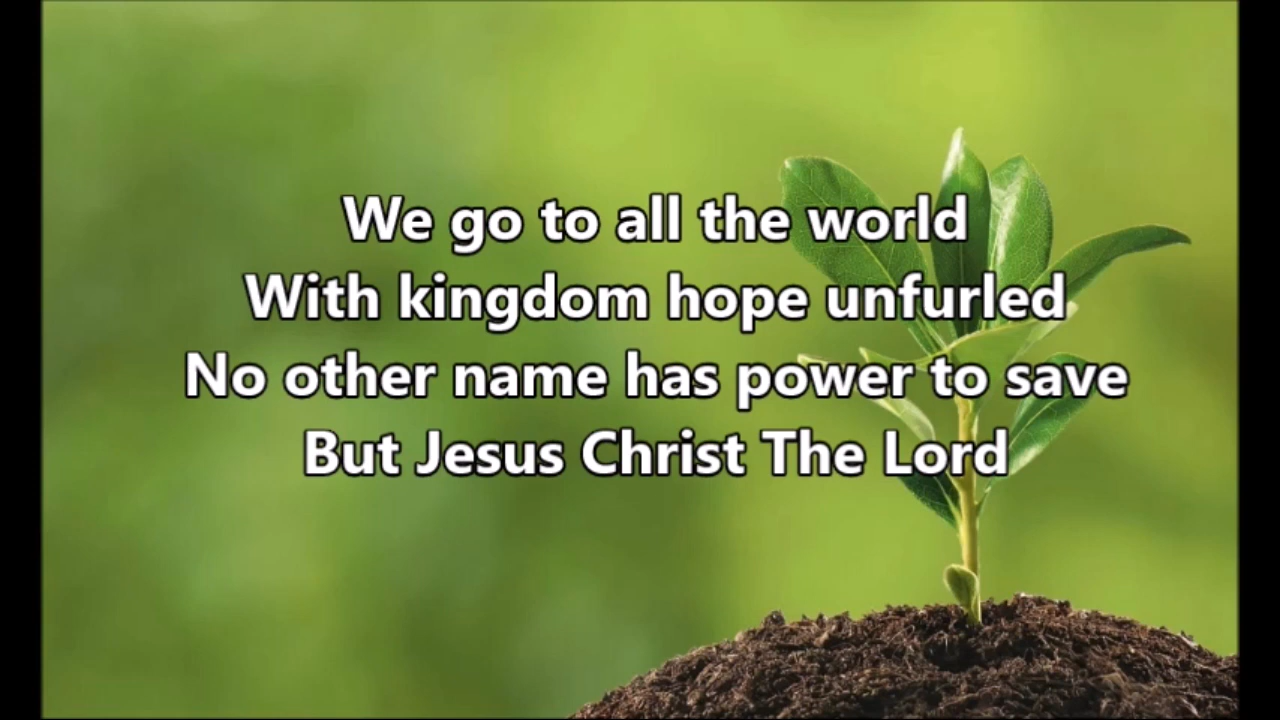 We go to all the world
With kingdom hope unfurled
No other name has power to save
But Jesus Christ The Lord